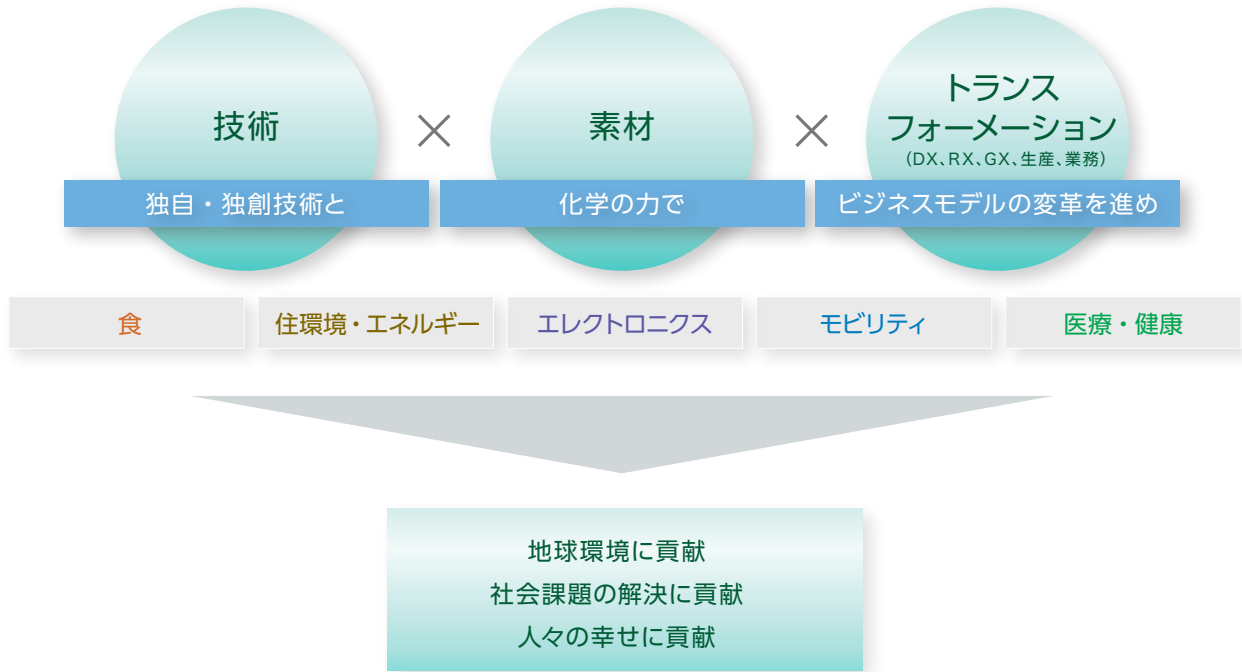 技術
×
素材
×
トランス
フォーメーション
(DX、RX、GX、生産、業務)
独自・独創技術と
化学の力で
ビジネスモデルの変革を進め
食
住環境・エネルギー
エレクトロニクス
モビリティ
医療・健康
地球環境に貢献
社会課題の解決に貢献
人々の幸せに貢献